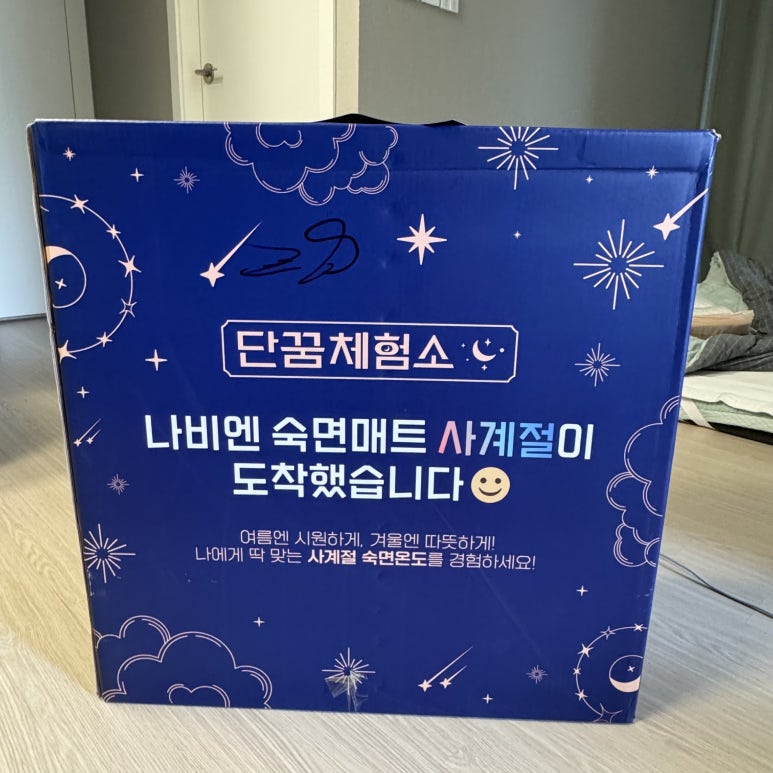 단꿈체험소
나비엔 숙면매트 사계절이
도착했습니다
여름엔 시원하게, 겨울엔 따뜻하게!
나에게 딱 맞는 사계절 숙면온도를 경험하세요!